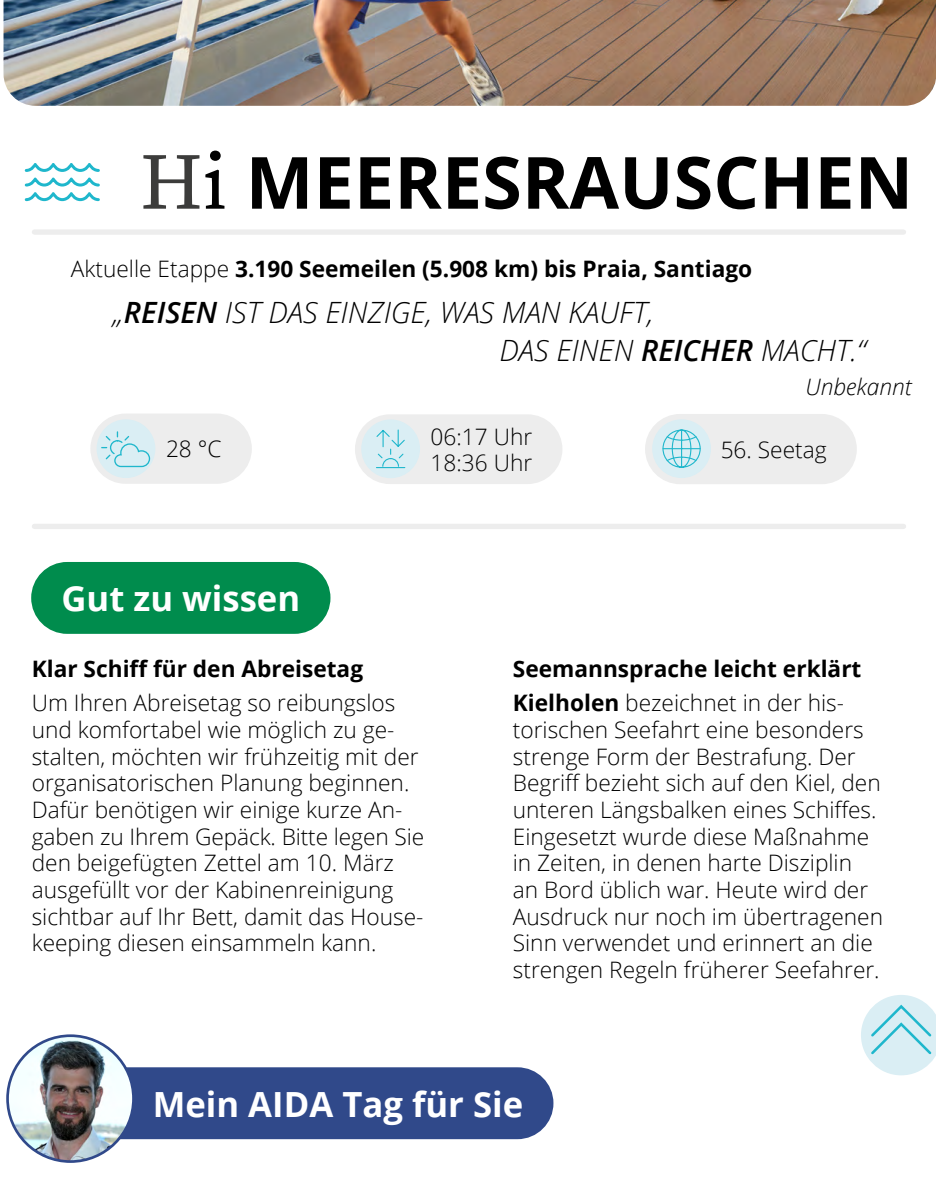 Hi MEERESRAUSCHEN
Aktuelle Etappe 3.190 Seemeilen (5.908 km) bis Praia, Santiago
„REISEN IST DAS EINZIGE, WAS MAN KAUFT,
DAS EINEN REICHER MACHT.“
Unbekannt
28 °C
06:17 Uhr
18:36 Uhr
56. Seetag
Gut zu wissen
Klar Schiff für den Abreisetag
Um Ihren Abreisetag so reibungslos
und komfortabel wie möglich zu ge-
stalten, möchten wir frühzeitig mit der
organisatorischen Planung beginnen.
Dafür benötigen wir einige kurze An-
gaben zu Ihrem Gepäck. Bitte legen Sie
den beigefügten Zettel am 10. März
ausgefüllt vor der Kabinenreinigung
sichtbar auf Ihr Bett, damit das House-
keeping diesen einsammeln kann.
Seemannsprache leicht erklärt
Kielholen bezeichnet in der his-
torischen Seefahrt eine besonders
strenge Form der Bestrafung. Der
Begriff bezieht sich auf den Kiel, den
unteren Längsbalken eines Schiffes.
Eingesetzt wurde diese Maßnahme
in Zeiten, in denen harte Disziplin
an Bord üblich war. Heute wird der
Ausdruck nur noch im übertragenen
Sinn verwendet und erinnert an die
strengen Regeln früherer Seefahrer.
Mein AIDA Tag für Sie